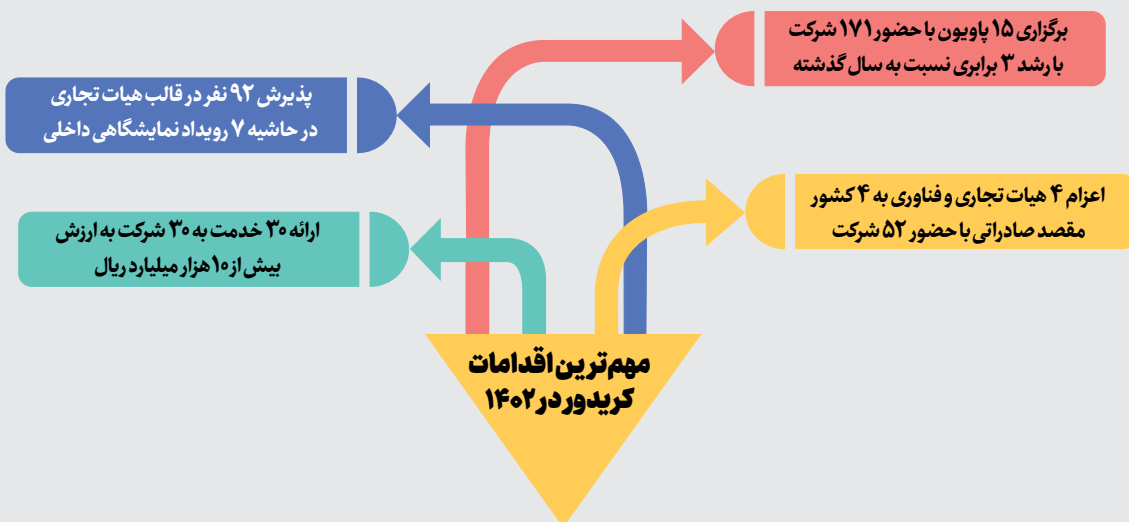 برگزاری ۱۵ پاویون با حضور ۱۷۱ شرکت
با رشد ۳ برابری نسبت به سال گذشته
پذیرش ۹۲ نفر در قالب هیات تجاری
در حاشیه ۷ رویداد نمایشگاهی داخلی
اعزام ۴ هیات تجاری و فناوری به ۴ کشور
مقصد صادراتی با حضور ۵۲ شرکت
ارائه ۳۰ خدمت به ۳۰ شرکت به ارزش
بیش از ۱۰ هزار میلیارد ریال
مهم‌ترین اقدامات
کریدور در ۱۴۰۲